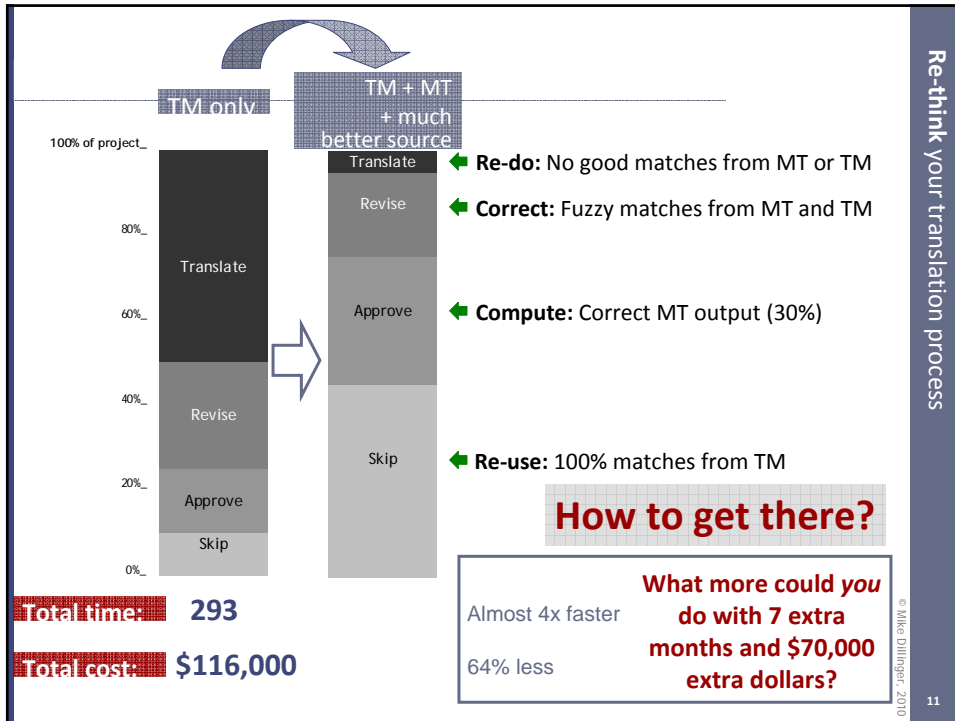 TM only
TM + MT
+ much
better source
100% of project_
80%_
60%_
40%_
20%_
0%_
Translate
Revise
Approve
Skip
Translate
Revise
Approve
Skip
Re-do: No good matches from MT or TM
Correct: Fuzzy matches from MT and TM
Compute: Correct MT output (30%)
Re-use: 100% matches from TM
How to get there?
Total time: 293
Total cost: $116,000
Almost 4x faster
64% less
What more could you
do with 7 extra
months and $70,000
extra dollars?
Re-think your translation process
© Mike Dillinger, 2010
11